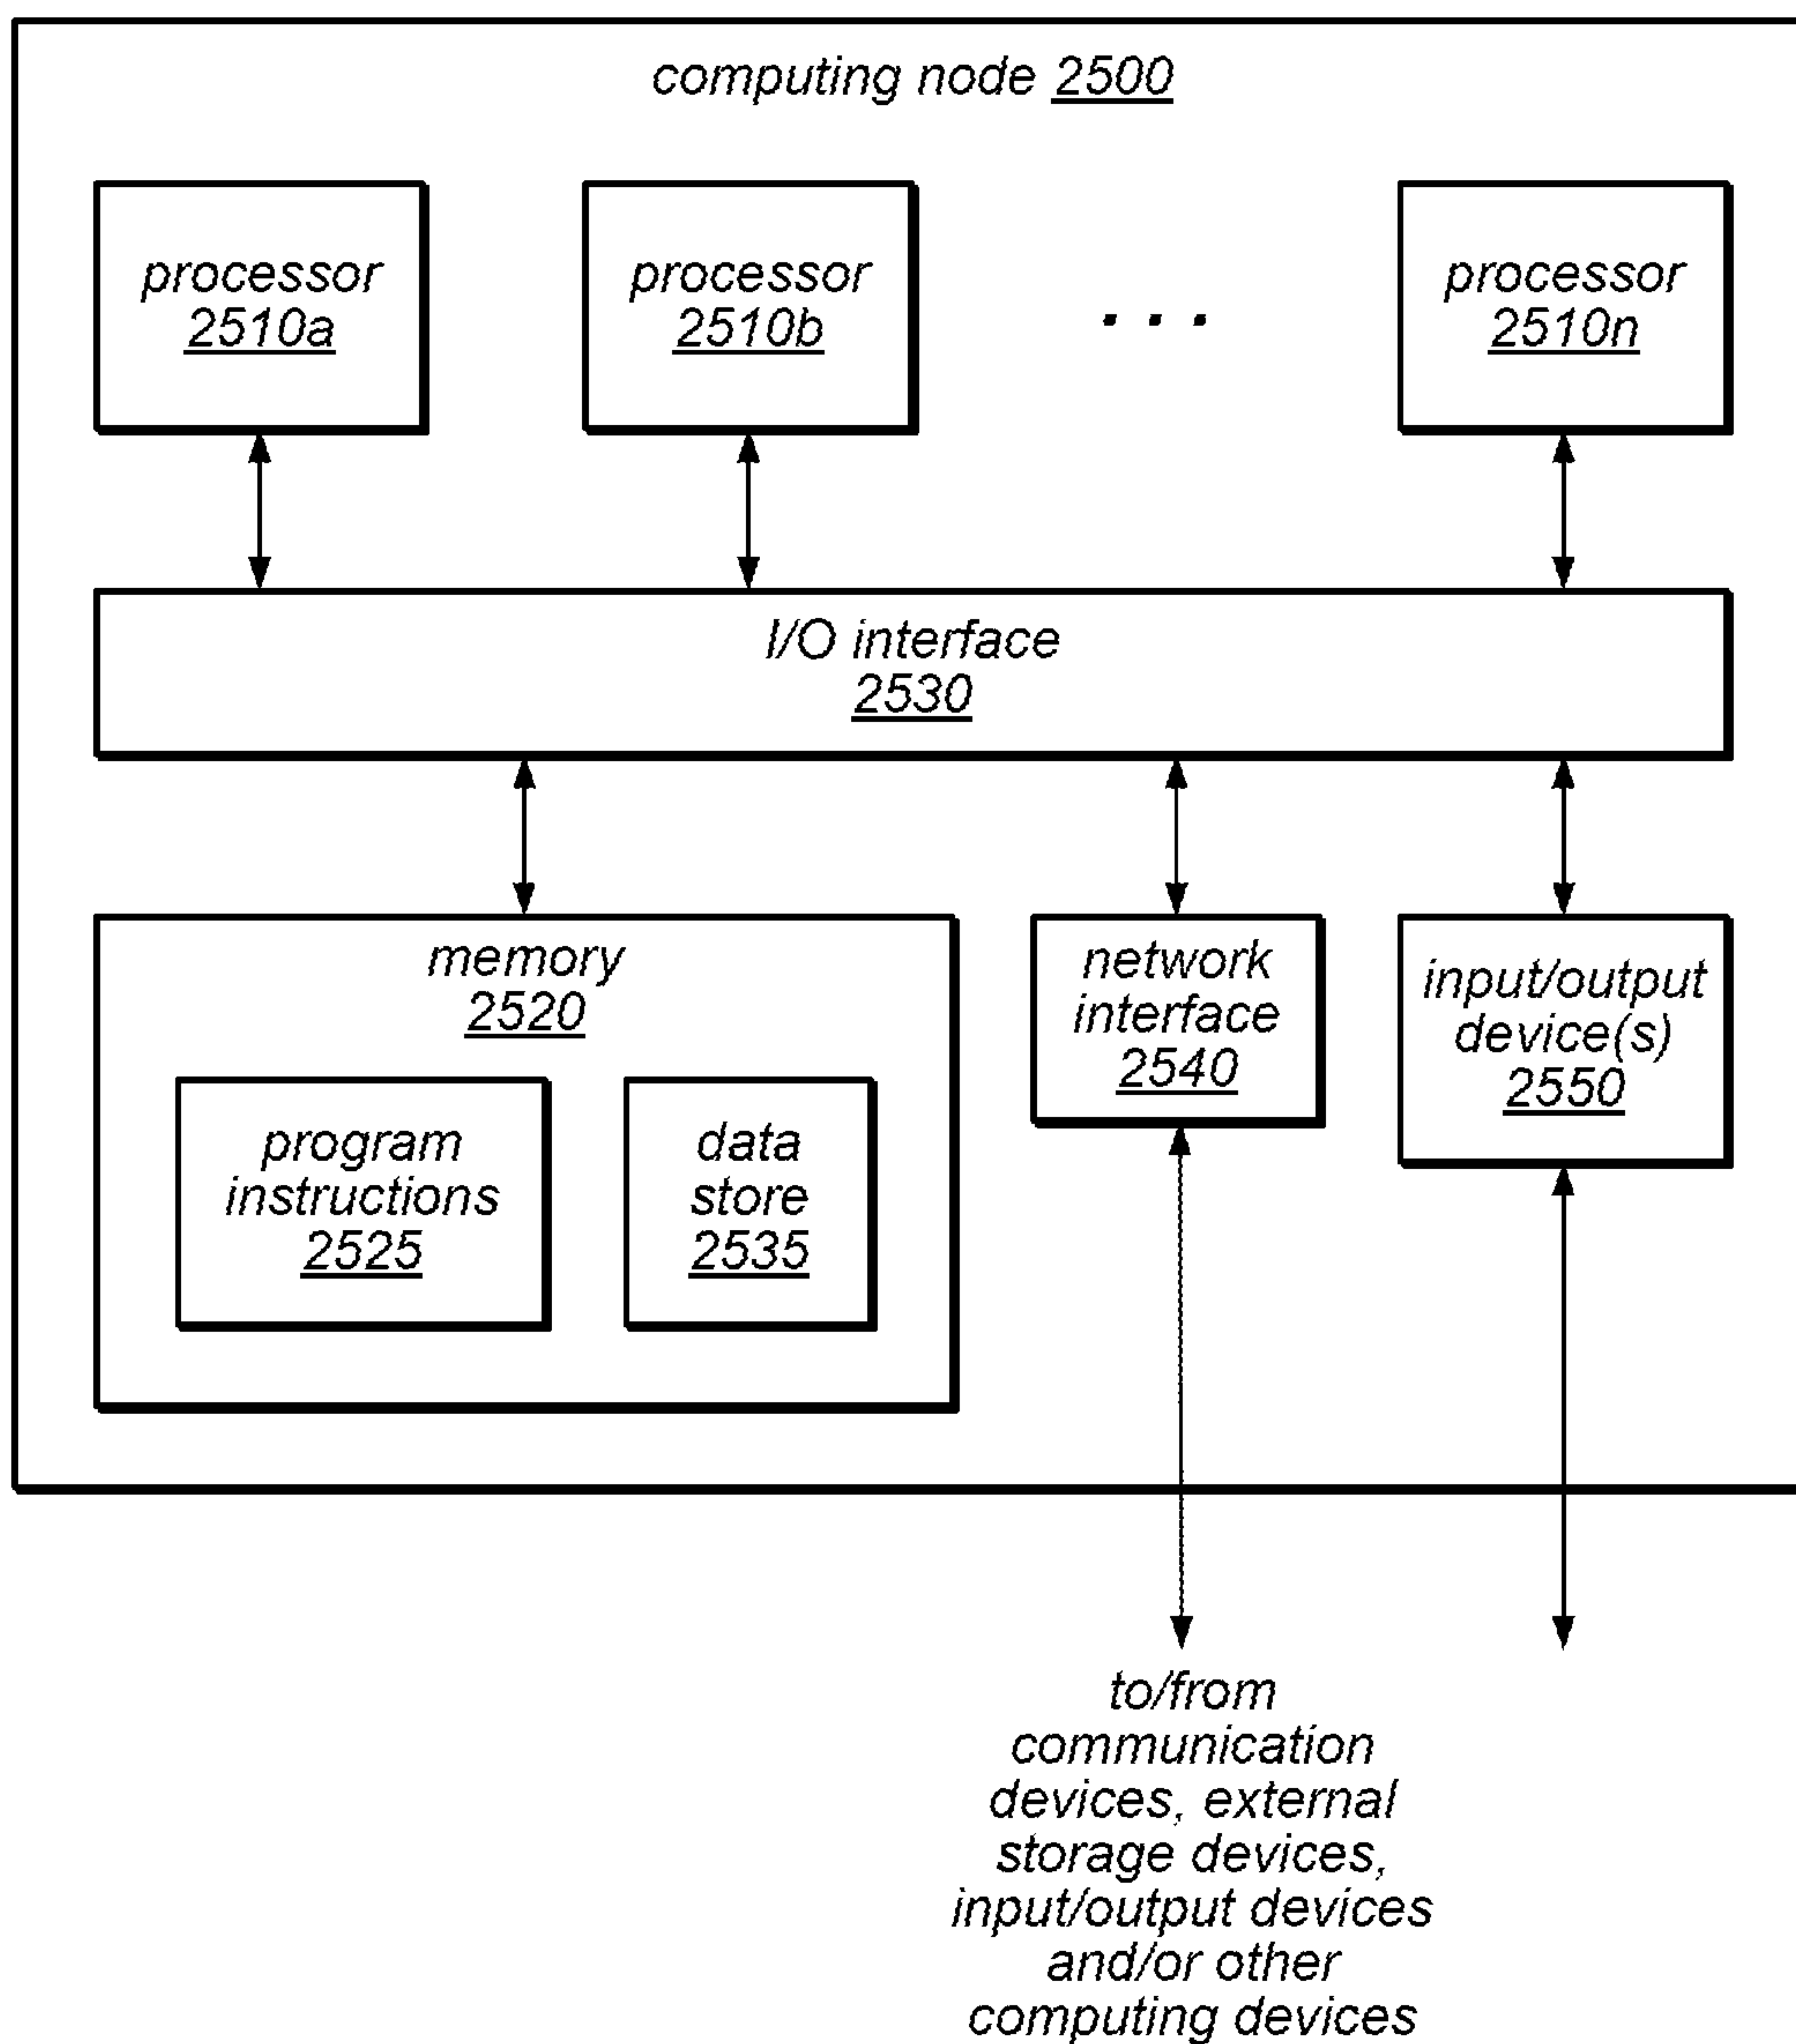 computing node 2500
processor
2510a
processor
2510b
. . .
processor
2510n
I/O interface
2530
memory
2520
program
instructions
2525
data
store
2535
network
interface
2540
input/output
device(s)
2550
to/from
communication
devices, external
storage devices,
input/output devices
and/or other
computing devices